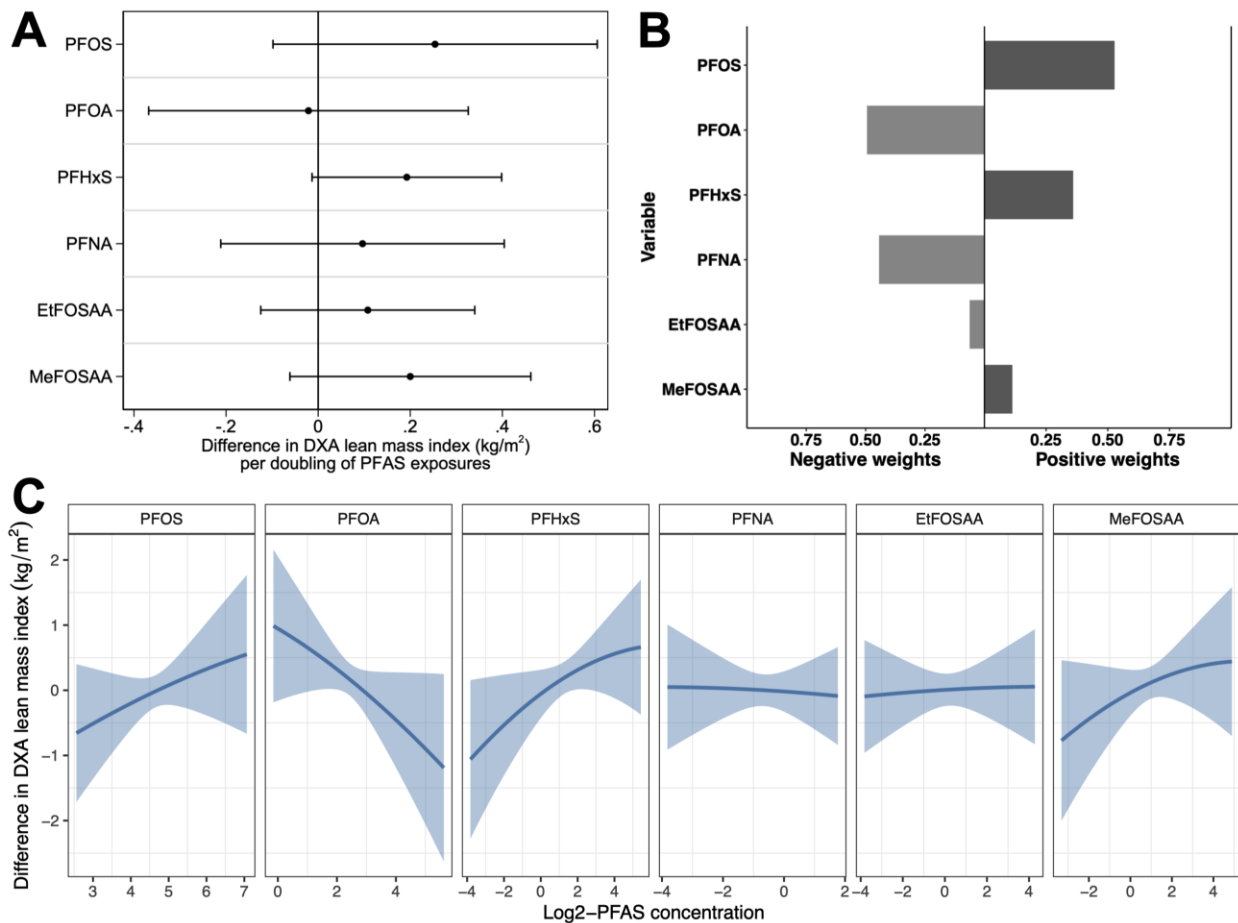 A
PFOS
PFOA
PFHxS
PFNA
EtFOSAA
MeFOSAA
-.4 -.2 0 .2 .4 .6
Difference in DXA lean mass index (kg/m²)
per doubling of PFAS exposures
B
Variable
PFOS
PFOA
PFHxS
PFNA
EtFOSAA
MeFOSAA
0.75 0.50 0.25 0.25 0.50 0.75
Negative weights Positive weights
C
Difference in DXA lean mass index (kg/m²)
PFOS PFOA PFHxS PFNA EtFOSAA MeFOSAA
2
1
0
-1
-2
3 4 5 6 7 0 2 4 −4 −2 0 2 4 −4 −2 0 2 −4 −2 0 2 4 −4 0 4
Log2−PFAS concentration